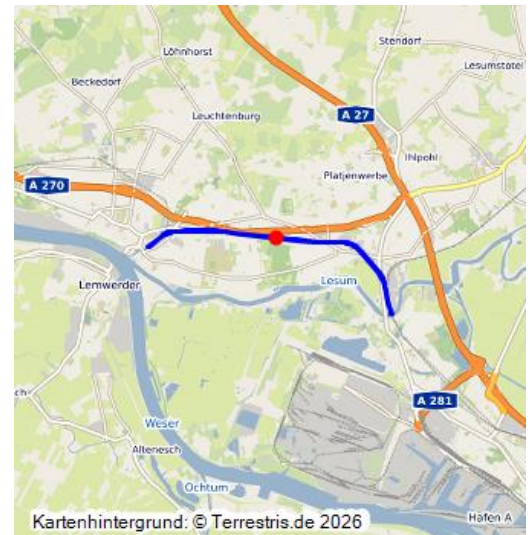 Stendorf
Löhnhorst
Lesumstotel
Beckedorf
Leuchtenburg
A 27
Ihlpohl
Platjenwerbe
A 270
Lemwerder
Lesum
A 281
Weser
Altenesch
Ochtum
Hafen A
Kartenhintergrund: © Terrestris.de 2026